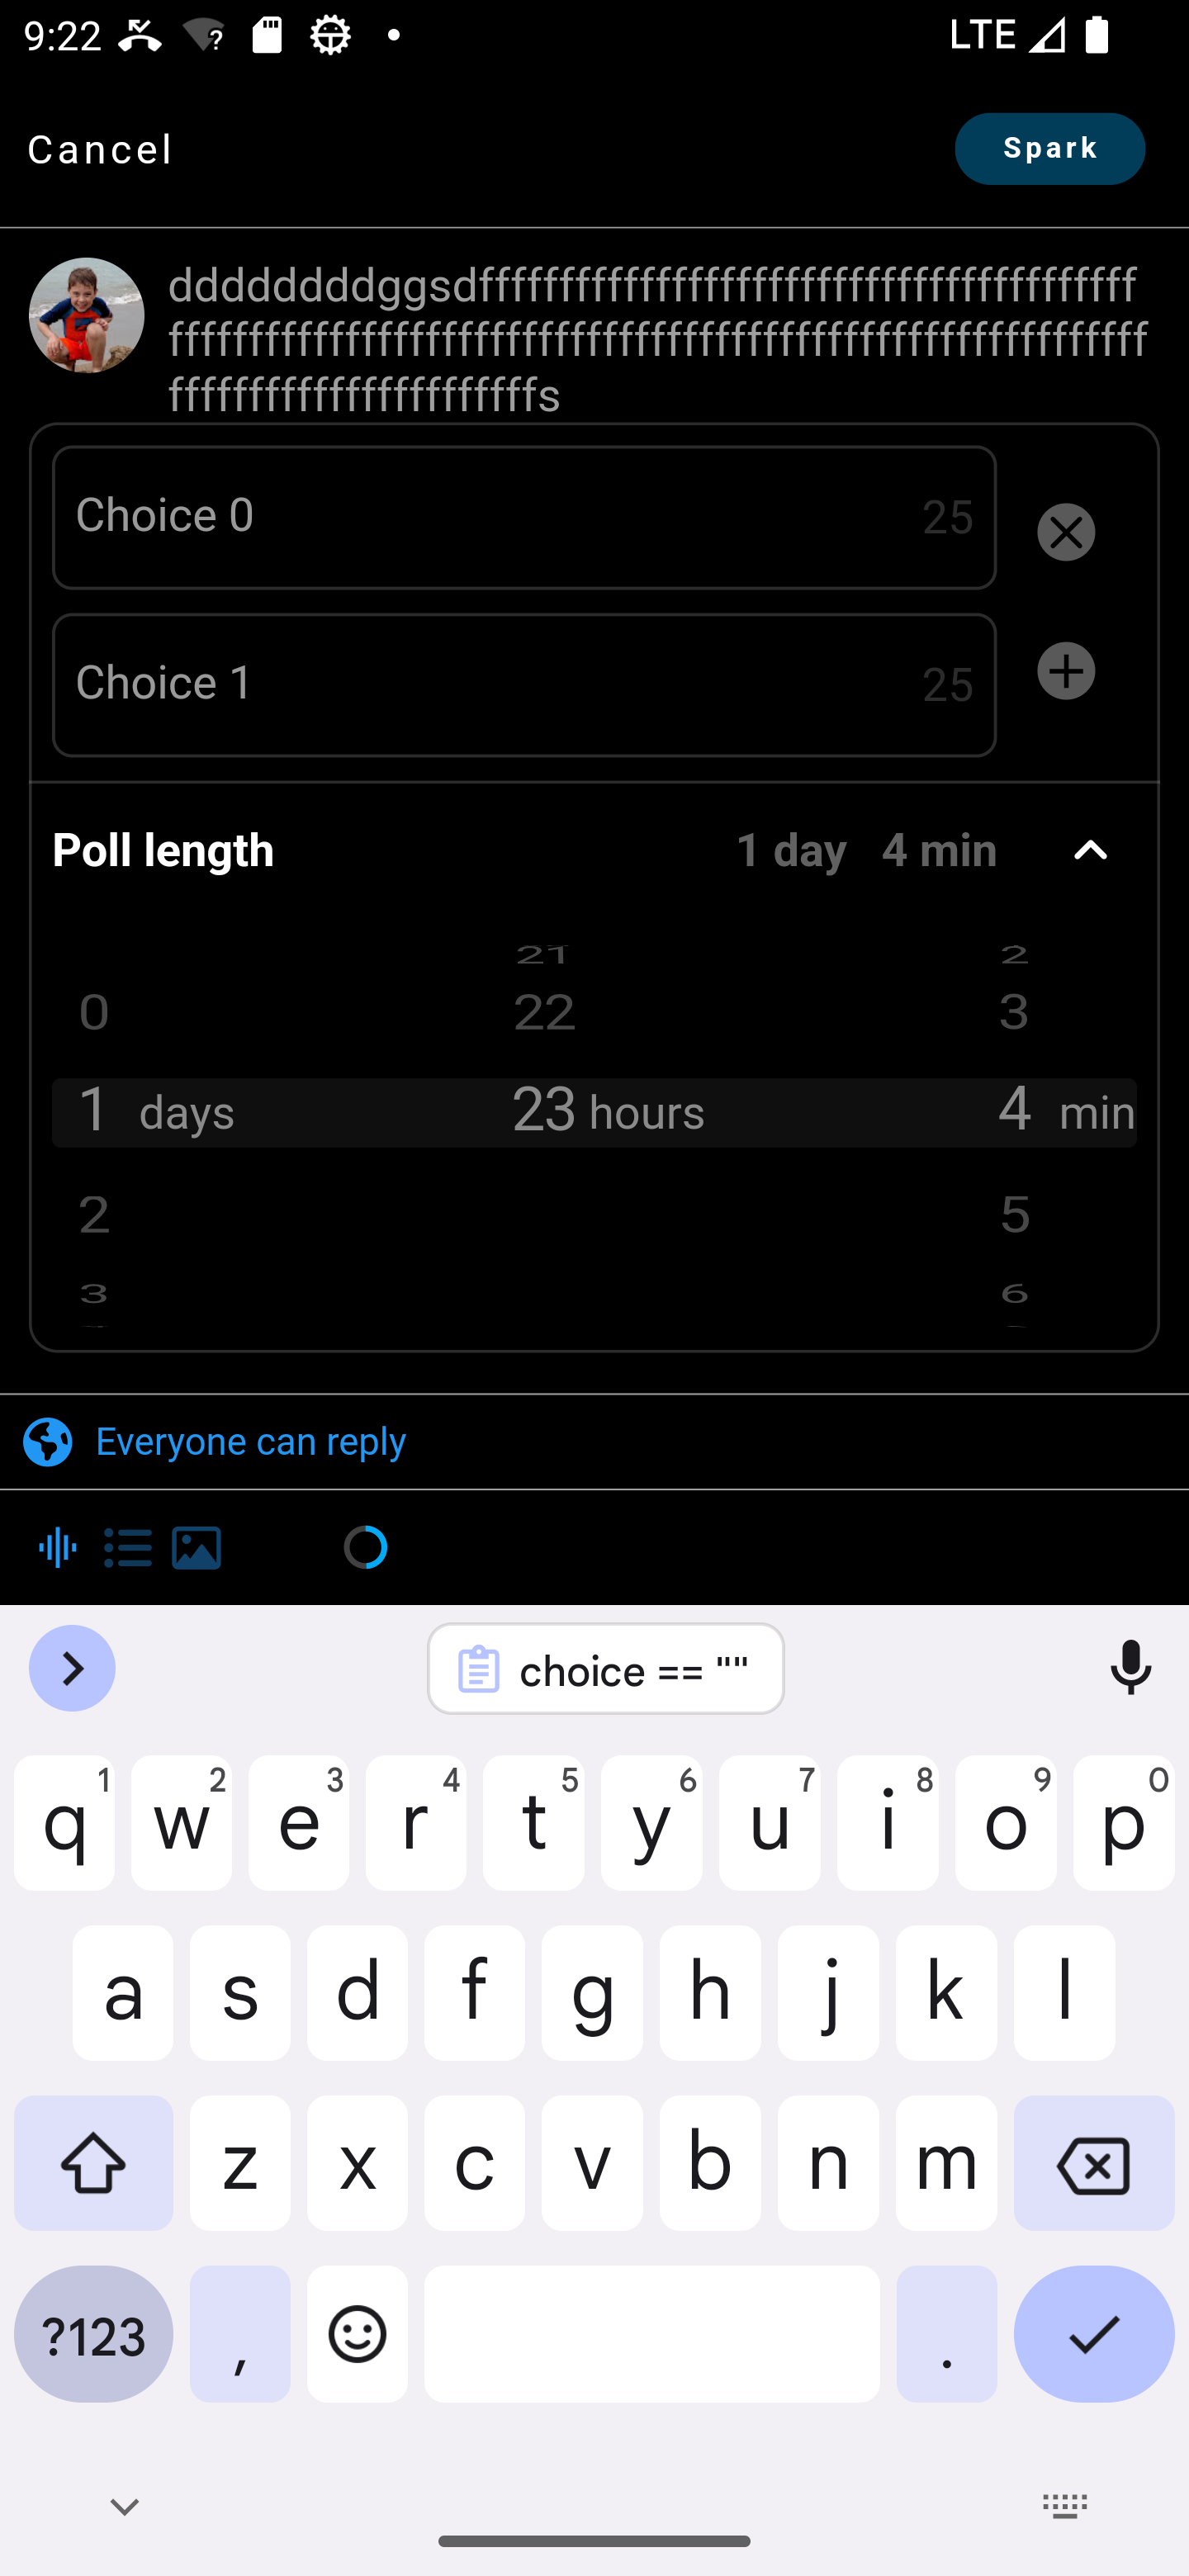 9:22 LTE
Cancel Spark
Choice 0 25
Choice 1 25
Poll length 1 day 4 min
21 2
0 22 3
1 days 23 hours 4 min
2 5
3 6
Everyone can reply
choice == ""
1 2 3 4 5 6 7 8 9 0
q w e r t y u i o p
a s d f g h j k l
z x c v b n m
?123 , .